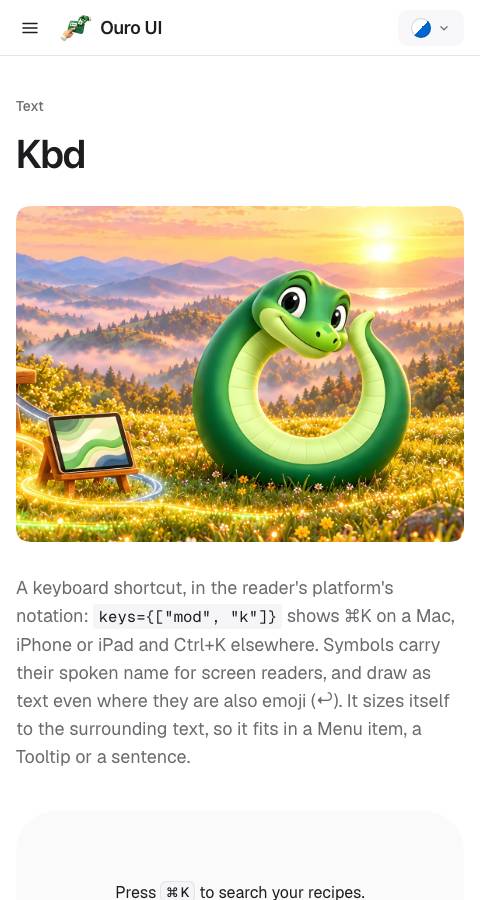 Ouro UI
Text
Kbd
A keyboard shortcut, in the reader's platform's
notation: keys={["mod", "k"]} shows ⌘K on a Mac,
iPhone or iPad and Ctrl+K elsewhere. Symbols carry
their spoken name for screen readers, and draw as
text even where they are also emoji (↩). It sizes itself
to the surrounding text, so it fits in a Menu item, a
Tooltip or a sentence.
Press ⌘K to search your recipes.